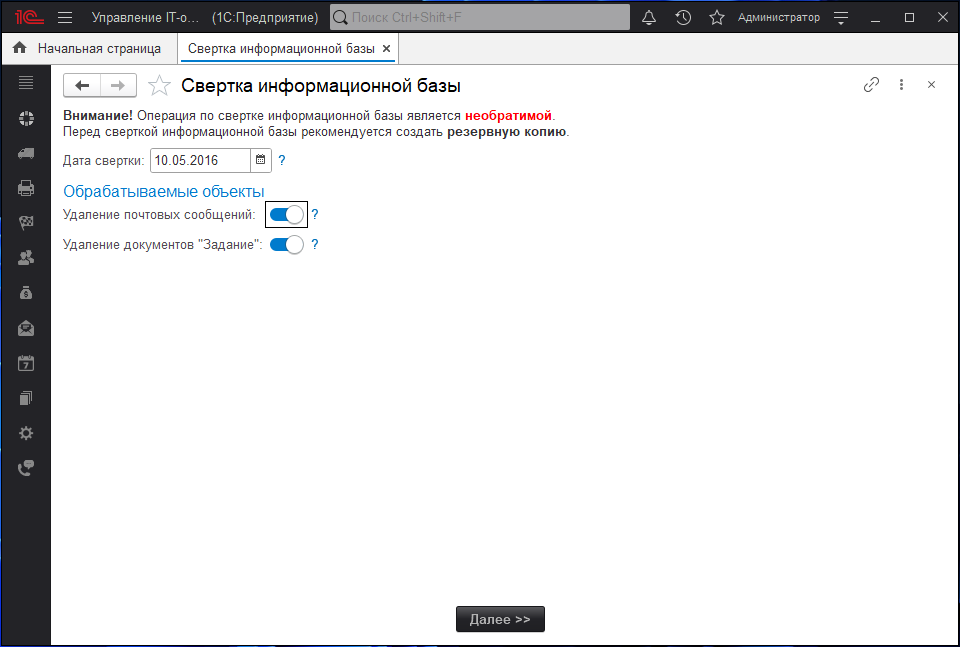 1С Управление IT-о... (1С:Предприятие) Поиск Ctrl+Shift+F Администратор
Начальная страница Свертка информационной базы
Свертка информационной базы
Внимание! Операция по свертке информационной базы является необратимой.
Перед сверткой информационной базы рекомендуется создать резервную копию.
Дата свертки: 10.05.2016 ?
Обрабатываемые объекты
Удаление почтовых сообщений: ?
Удаление документов "Задание": ?
7
Далее >>